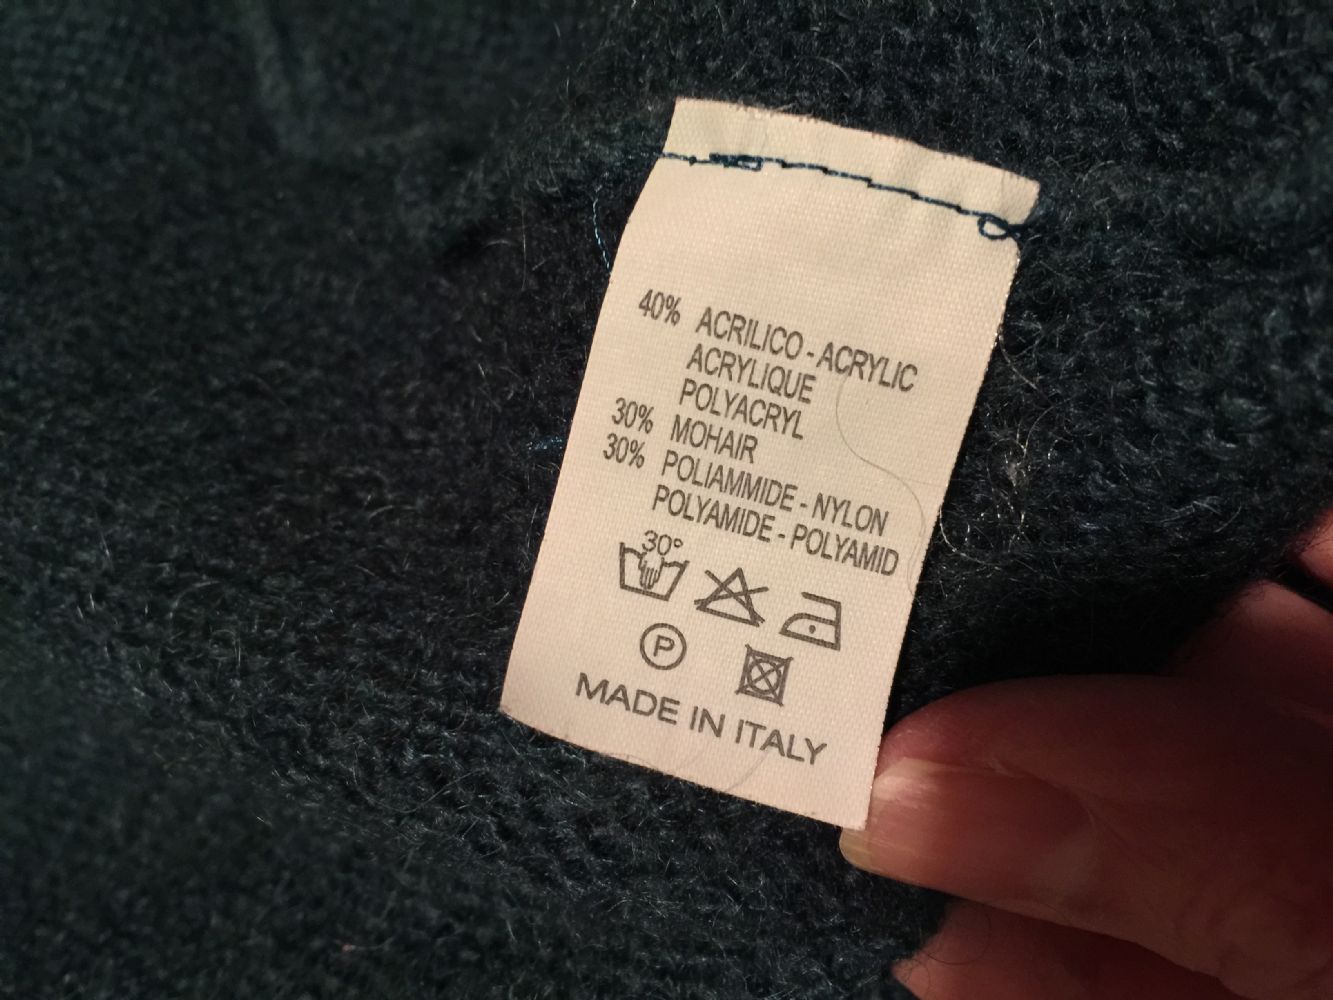 40% ACRILICO - ACRYLIC
ACRYLIQUE
POLYACRYL
30% MOHAIR
30% POLIAMMIDE - NYLON
POLYAMIDE - POLYAMID
30°
P
MADE IN ITALY